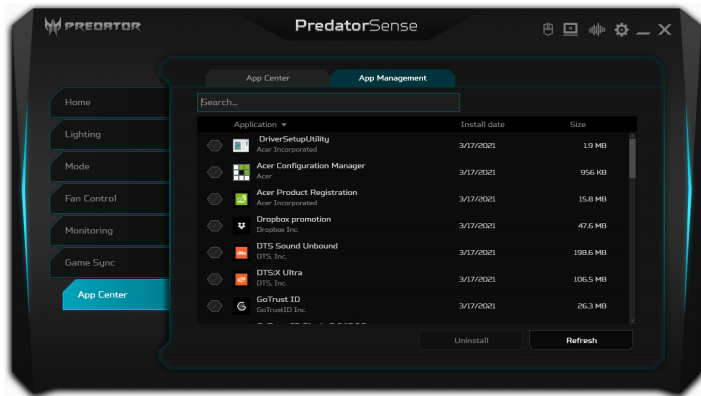 PREDATOR
PredatorSense
App Center App Management
Search...
Home
Lighting
Mode
Fan Control
Monitoring
Game Sync
App Center
Application Install date Size
DriverSetupUtility
Acer Incorporated
3/17/2021 1.9 MB
Acer Configuration Manager
Acer
3/17/2021 956 KB
Acer Product Registration
Acer Incorporated
3/17/2021 15.8 MB
Dropbox promotion
Dropbox Inc.
3/17/2021 47.6 MB
DTS Sound Unbound
DTS, Inc.
3/17/2021 198.6 MB
DTS:X Ultra
DTS, Inc.
3/17/2021 106.5 MB
GoTrust ID
GoTrustID Inc.
3/17/2021 26.3 MB
Uninstall Refresh